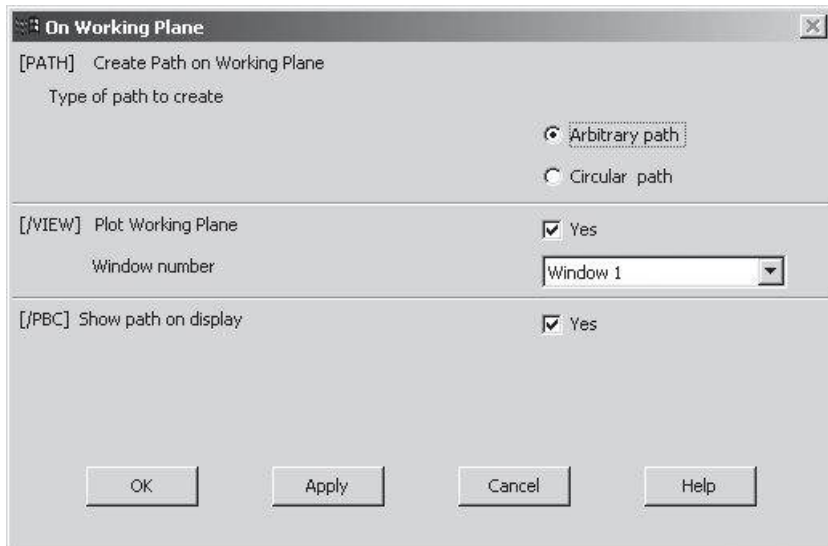 On Working Plane
[PATH] Create Path on Working Plane
Type of path to create
Arbitrary path
Circular path
[/VIEW] Plot Working Plane
Yes
Window number
Window 1
[/PBC] Show path on display
Yes
OK
Apply
Cancel
Help